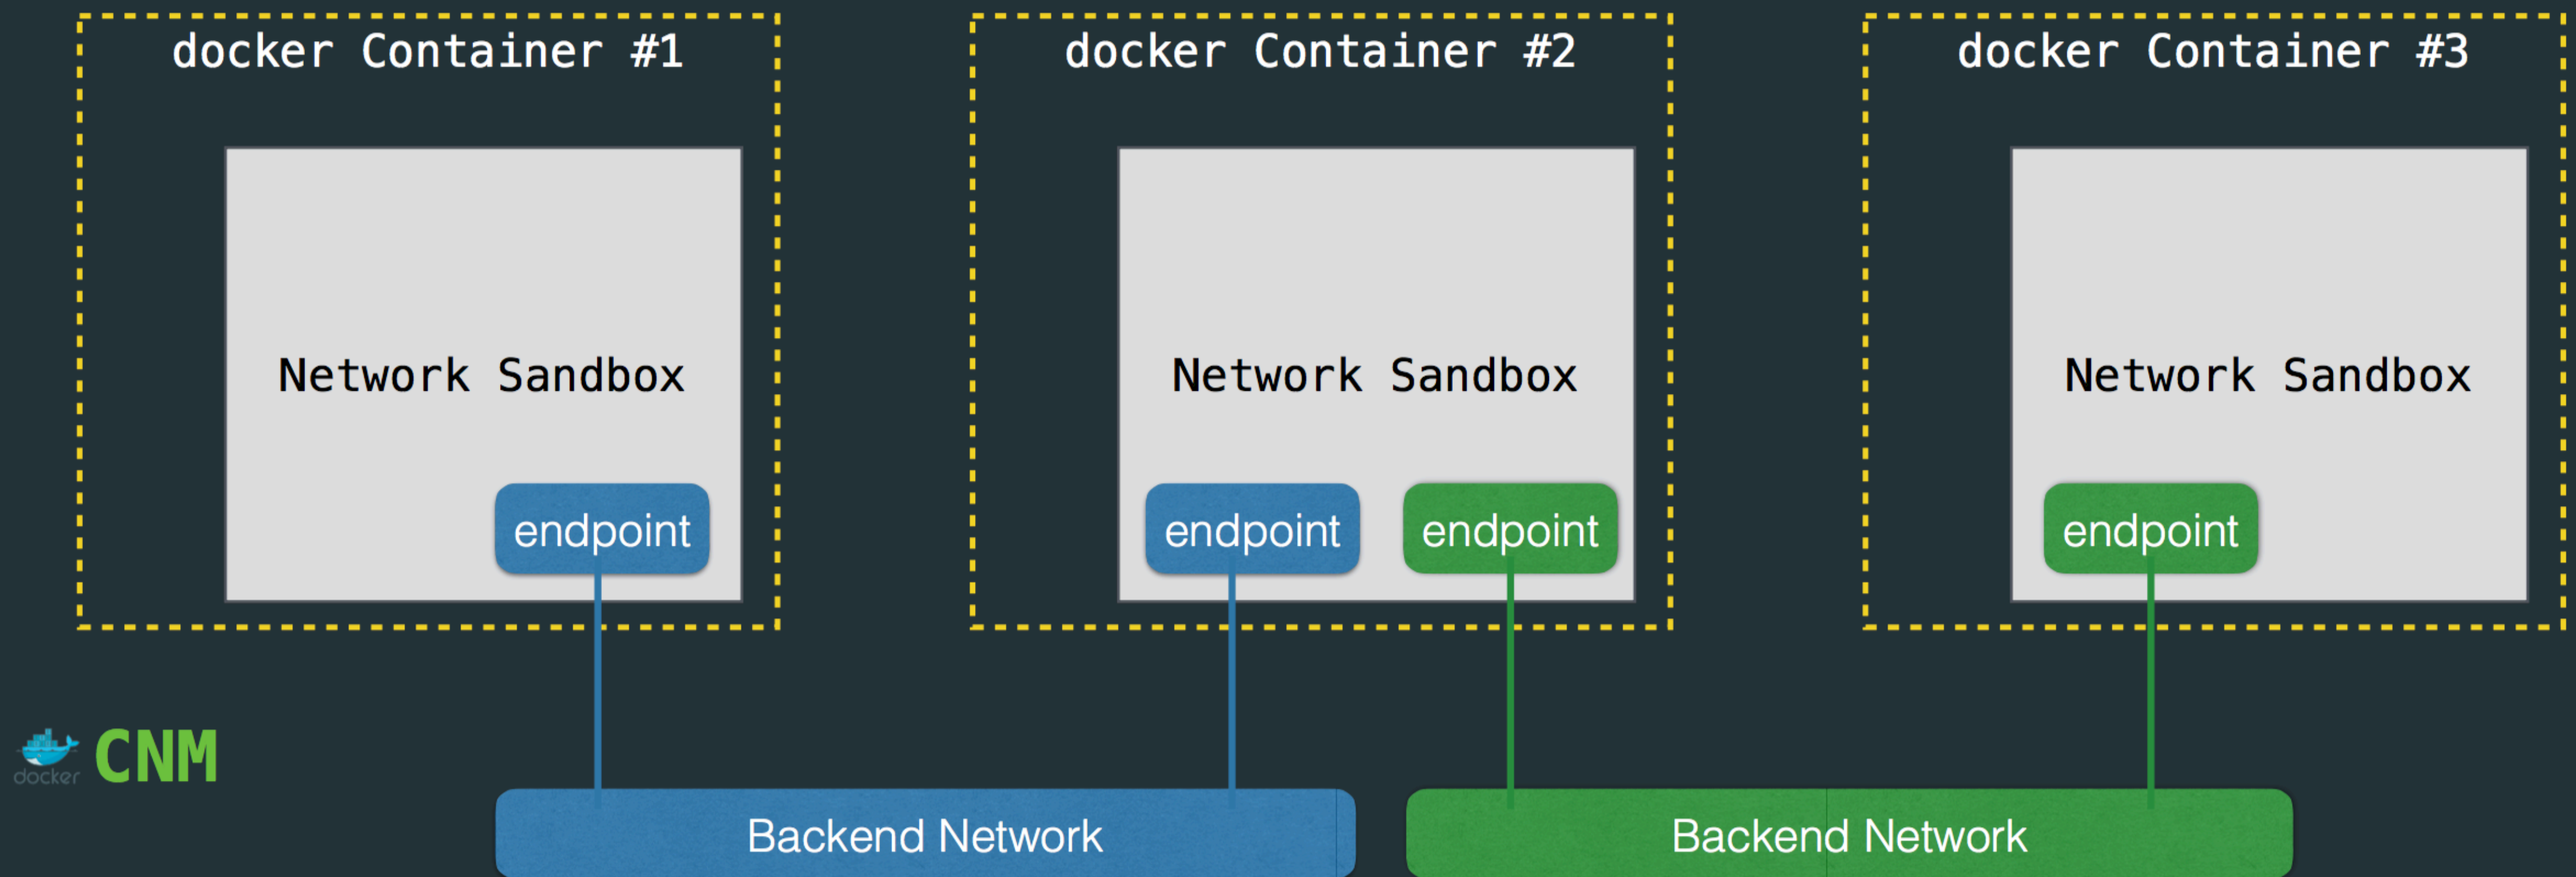 docker Container #1
docker Container #2
docker Container #3
Network Sandbox
Network Sandbox
Network Sandbox
endpoint
endpoint
endpoint
endpoint
docker
CNM
Backend Network
Backend Network